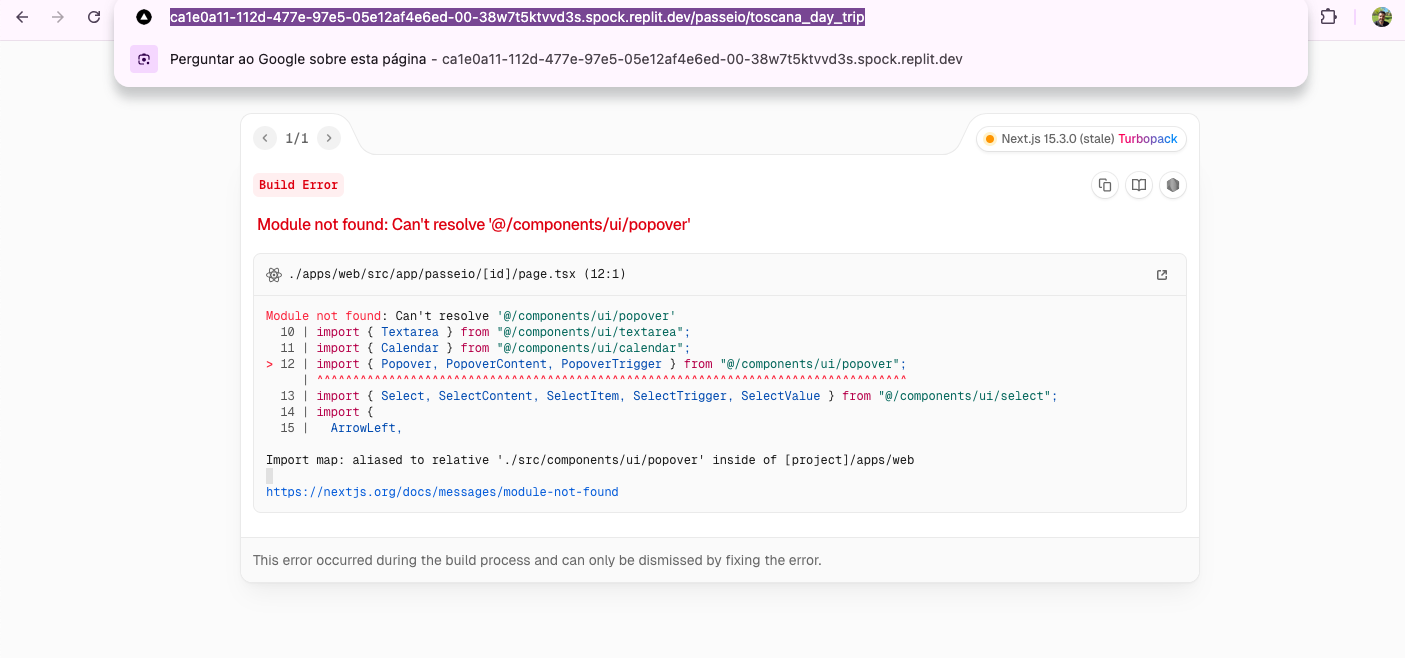 ca1e0a11-112d-477e-97e5-05e12af4e6ed-00-38w7t5ktvvd3s.spock.replit.dev/passeio/toscana_day_trip
Perguntar ao Google sobre esta página - ca1e0a11-112d-477e-97e5-05e12af4e6ed-00-38w7t5ktvvd3s.spock.replit.dev
1/1
Next.js 15.3.0 (stale) Turbopack
Build Error
Module not found: Can't resolve '@/components/ui/popover'
./apps/web/src/app/passeio/[id]/page.tsx (12:1)
Module not found: Can't resolve '@/components/ui/popover'
10 | import { Textarea } from "@/components/ui/textarea";
11 | import { Calendar } from "@/components/ui/calendar";
> 12 | import { Popover, PopoverContent, PopoverTrigger } from "@/components/ui/popover";
| ^^^^^^^^^^^^^^^^^^^^^^^^^^^^^^^^^^^^^^^^^^^^^^^^^^^^^^^^^^^^^^^^^^^^^^^^^^^^^^^^^^
13 | import { Select, SelectContent, SelectItem, SelectTrigger, SelectValue } from "@/components/ui/select";
14 | import {
15 |   ArrowLeft,
Import map: aliased to relative './src/components/ui/popover' inside of [project]/apps/web
https://nextjs.org/docs/messages/module-not-found
This error occurred during the build process and can only be dismissed by fixing the error.